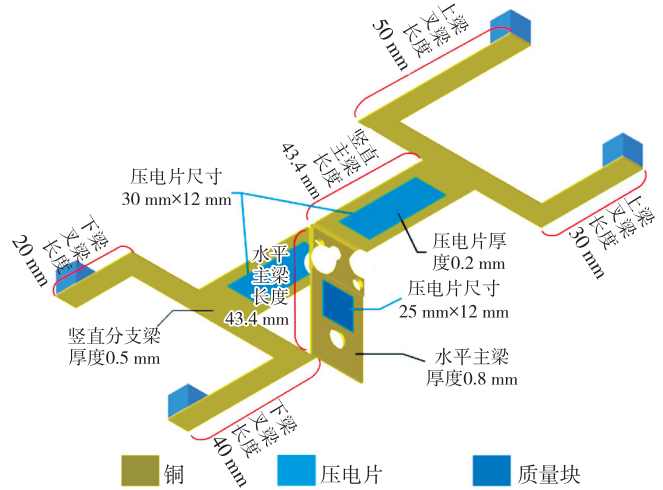 上梁
叉梁
长度
50 mm
竖直
主梁
长度
43.4 mm
压电片尺寸
30 mm×12 mm
上梁
叉梁
长度
30 mm
下梁
叉梁
长度
20 mm
水平
主梁
长度
43.4 mm
压电片厚
度0.2 mm
压电片尺寸
25 mm×12 mm
竖直分支梁
厚度0.5 mm
水平主梁
厚度0.8 mm
下梁
叉梁
长度
40 mm
铜
压电片
质量块